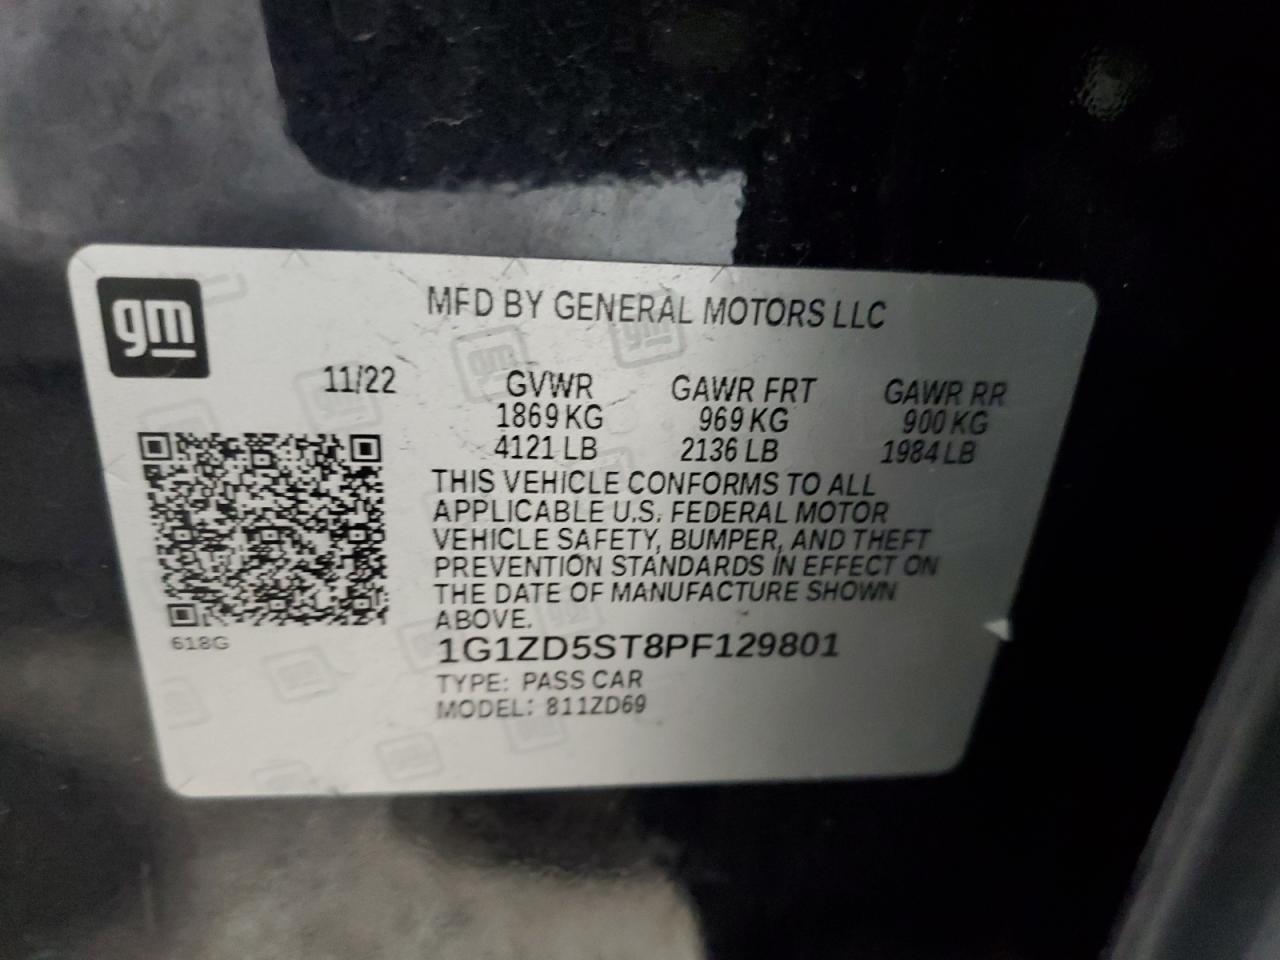 gm
MFD BY GENERAL MOTORS LLC
11/22 GVWR GAWR FRT GAWR RR
1869 KG 969 KG 900 KG
4121 LB 2136 LB 1984 LB
THIS VEHICLE CONFORMS TO ALL
APPLICABLE U.S. FEDERAL MOTOR
VEHICLE SAFETY, BUMPER, AND THEFT
PREVENTION STANDARDS IN EFFECT ON
THE DATE OF MANUFACTURE SHOWN
ABOVE.
618G
1G1ZD5ST8PF129801
TYPE: PASS CAR
MODEL: 811ZD69